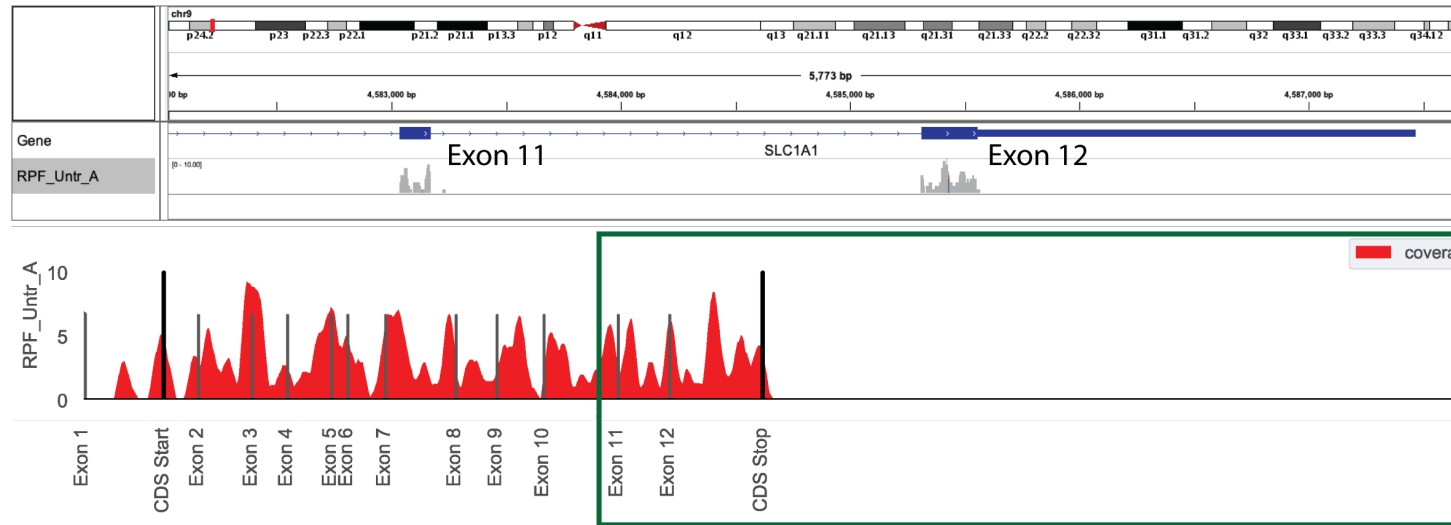 chr9
p24.2 p23 p22.3 p22.1 p21.2 p21.1 p13.3 p12 q11 q12 q13 q21.11 q21.13 q21.31 q21.33 q22.2 q22.32 q31.1 q31.2 q32 q33.1 q33.2 q33.3 q34.12
5,773 bp
4,583,000 bp 4,584,000 bp 4,585,000 bp 4,586,000 bp 4,587,000 bp
Gene
Exon 11 SLC1A1 Exon 12
[0 - 10.00]
RPF_Untr_A
covera
RPF_Untr_A
10
5
0
Exon 1
CDS Start
Exon 2
Exon 3
Exon 4
Exon 5
Exon 6
Exon 7
Exon 8
Exon 9
Exon 10
Exon 11
Exon 12
CDS Stop